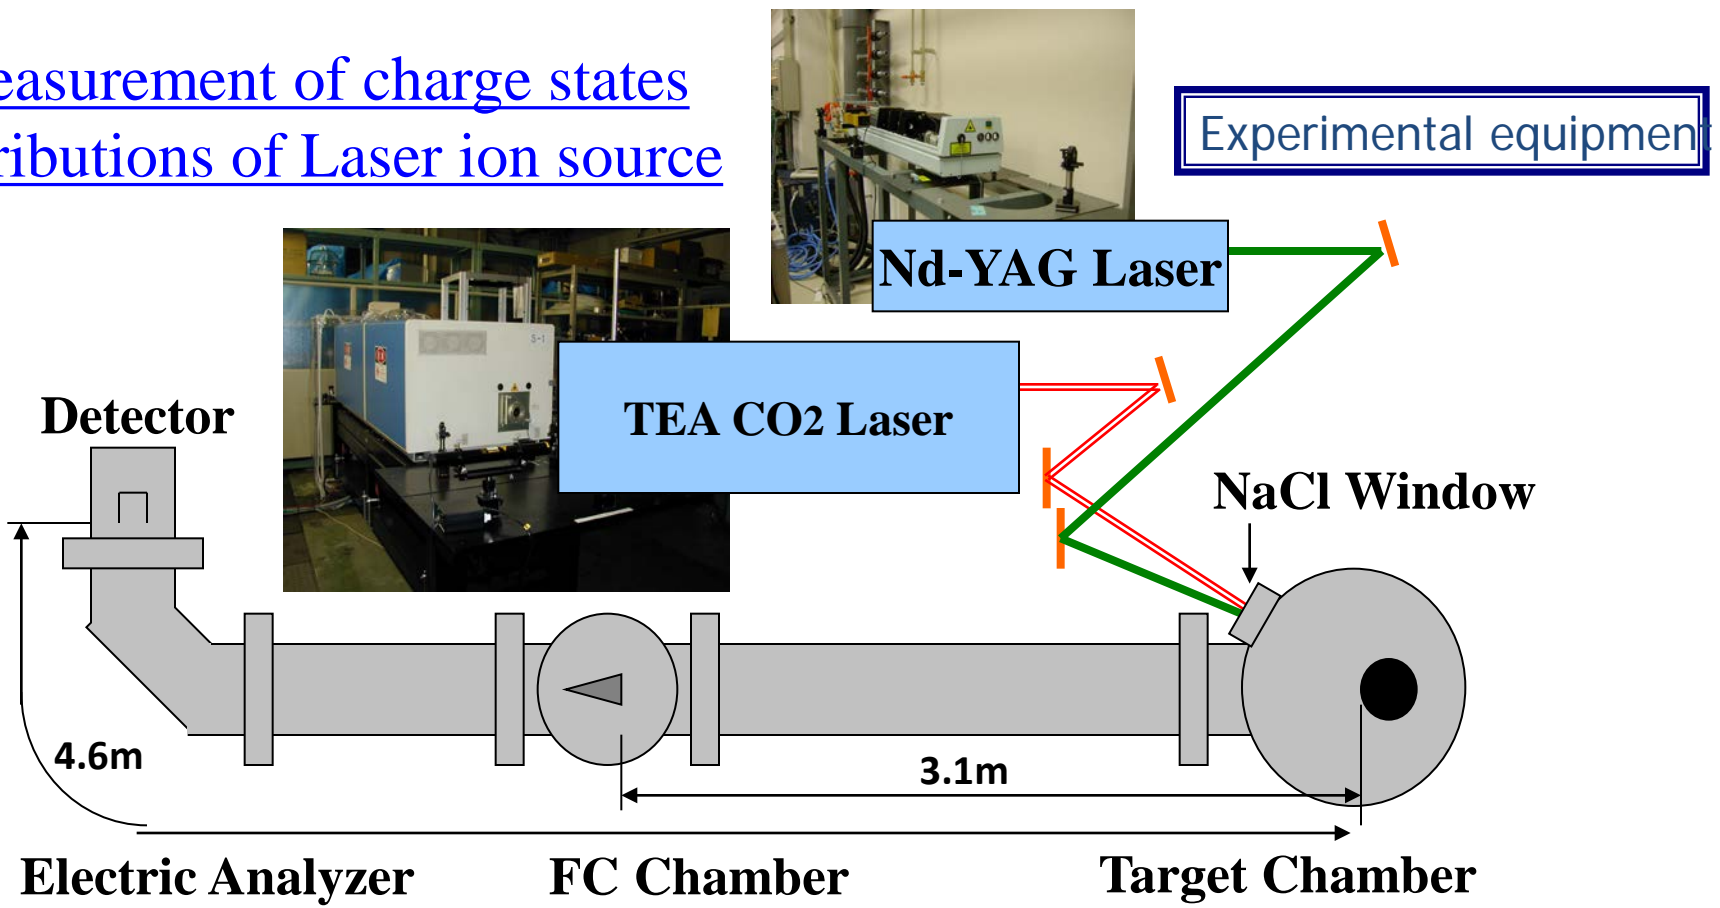 easurement of charge states
ributions of Laser ion source
Experimental equipment
Nd-YAG Laser
S-1
TEA CO2 Laser
Detector
NaCl Window
4.6m
3.1m
Electric Analyzer
FC Chamber
Target Chamber